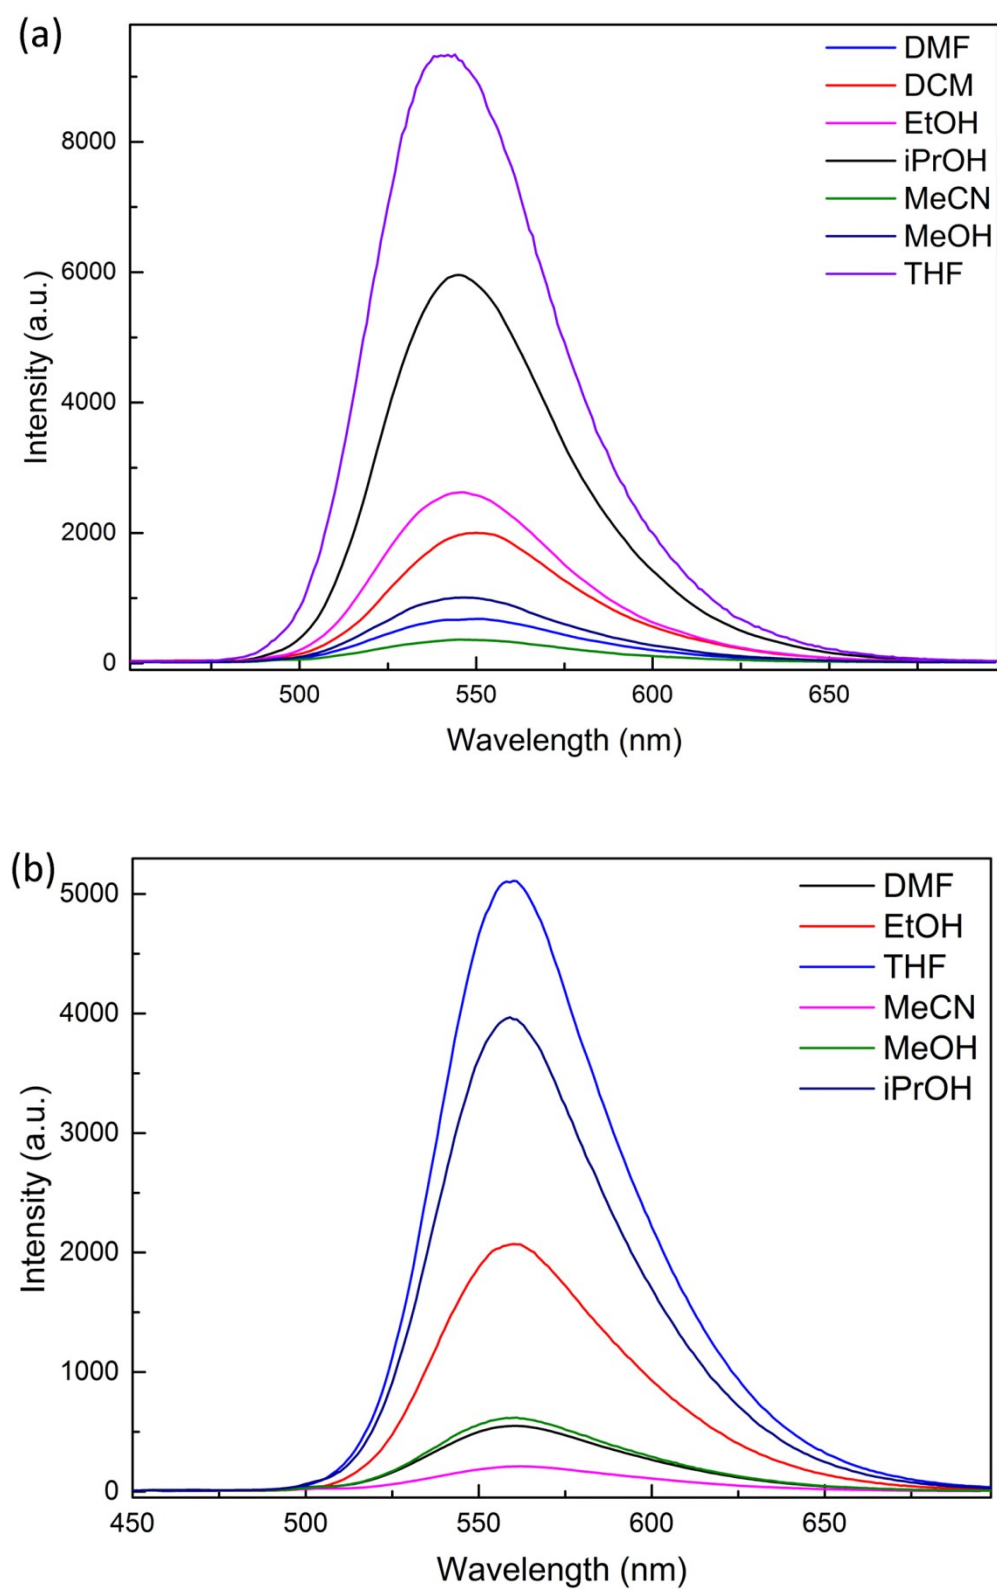 (a)
DMF
DCM
EtOH
iPrOH
MeCN
MeOH
THF
8000
6000
4000
2000
0
Intensity (a.u.)
500 550 600 650
Wavelength (nm)
(b)
DMF
EtOH
THF
MeCN
MeOH
iPrOH
5000
4000
3000
2000
1000
0
Intensity (a.u.)
450 500 550 600 650
Wavelength (nm)